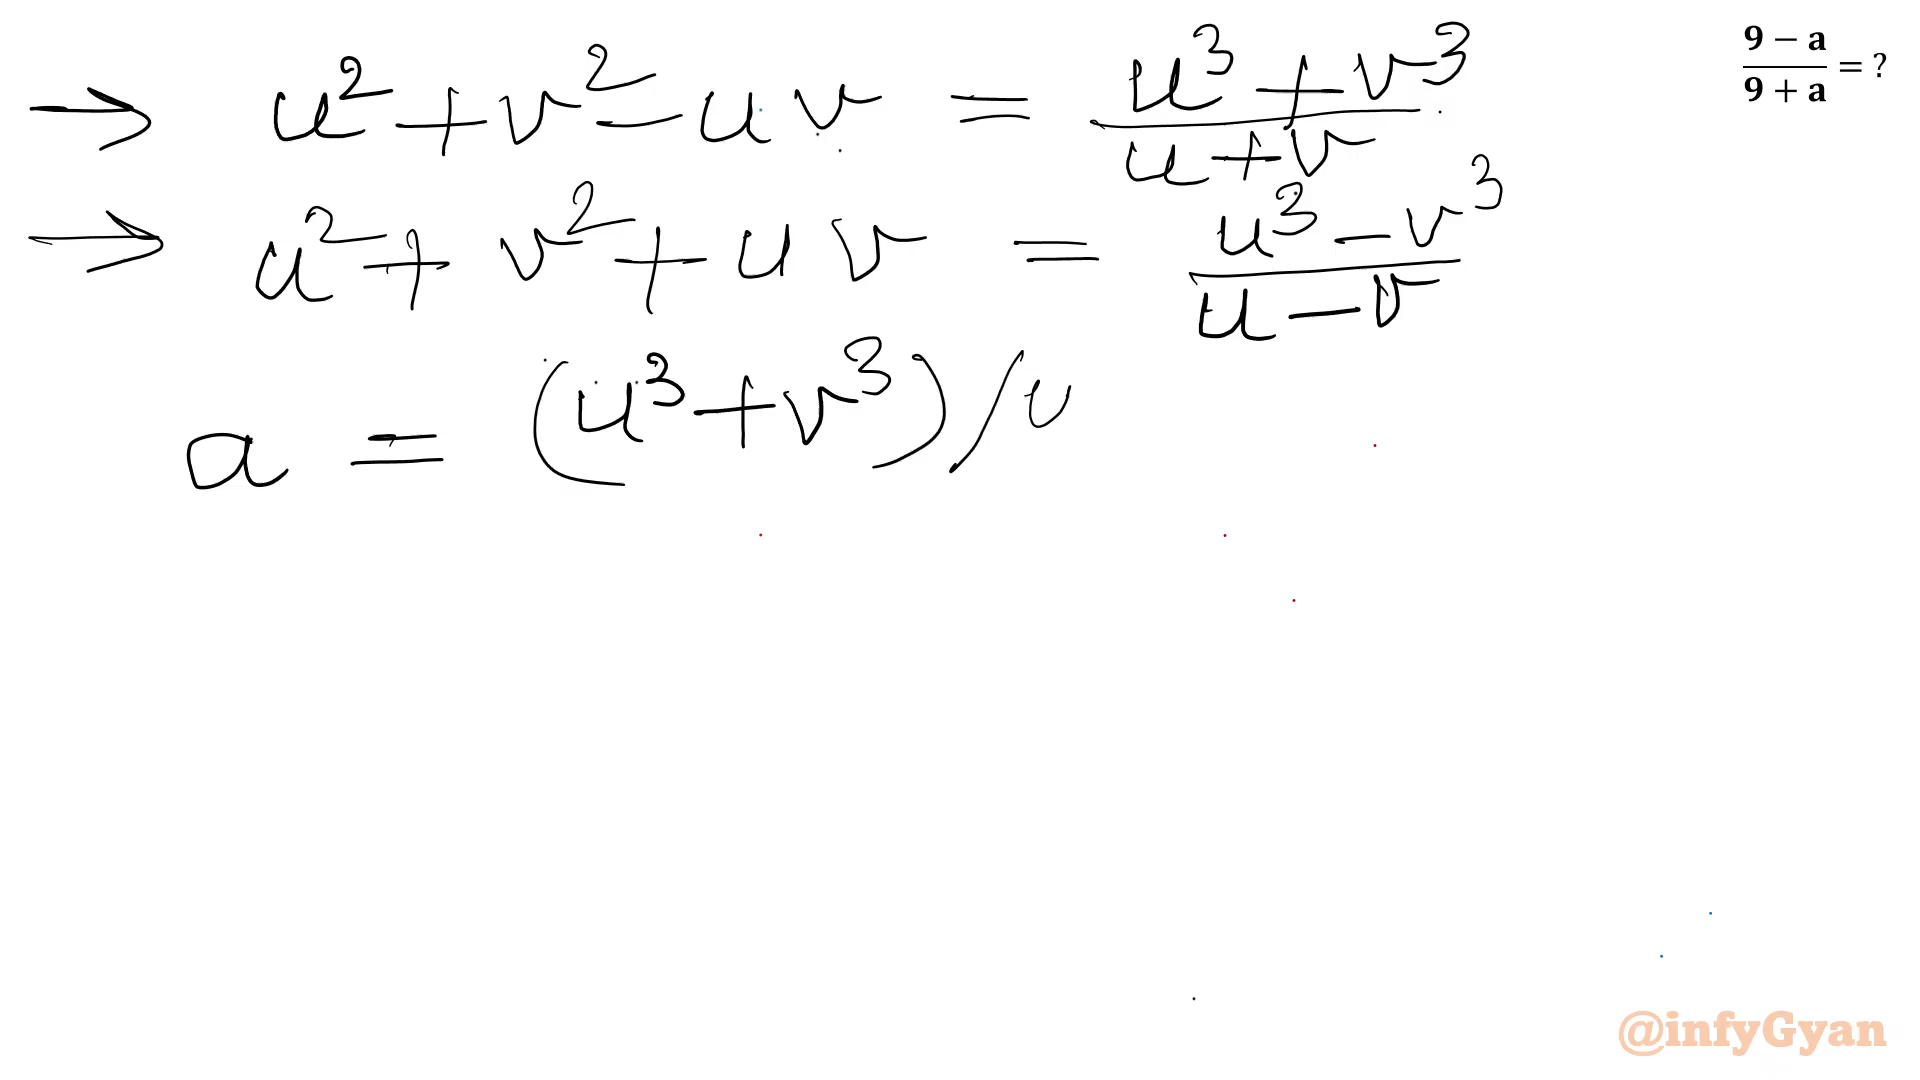 → u² + v² - uv = (u³ + v³)/(u + v)
→ u² + v² + uv = (u³ - v³)/(u - v)
a = (u³ + v³)/u
(9 − a)/(9 + a) = ?
@infyGyan